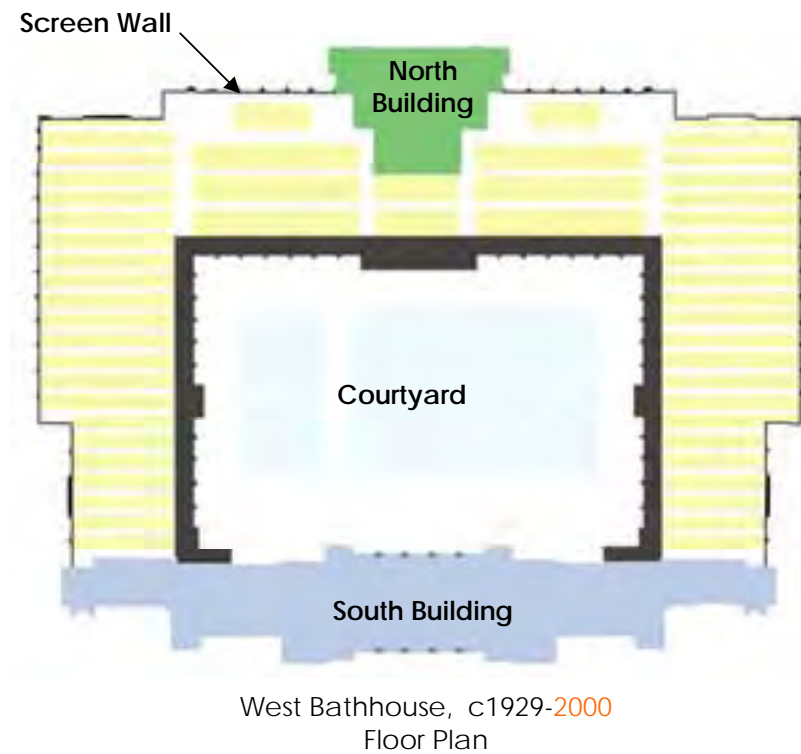 Screen Wall
North
Building
Courtyard
South Building
West Bathhouse, c1929-2000
Floor Plan